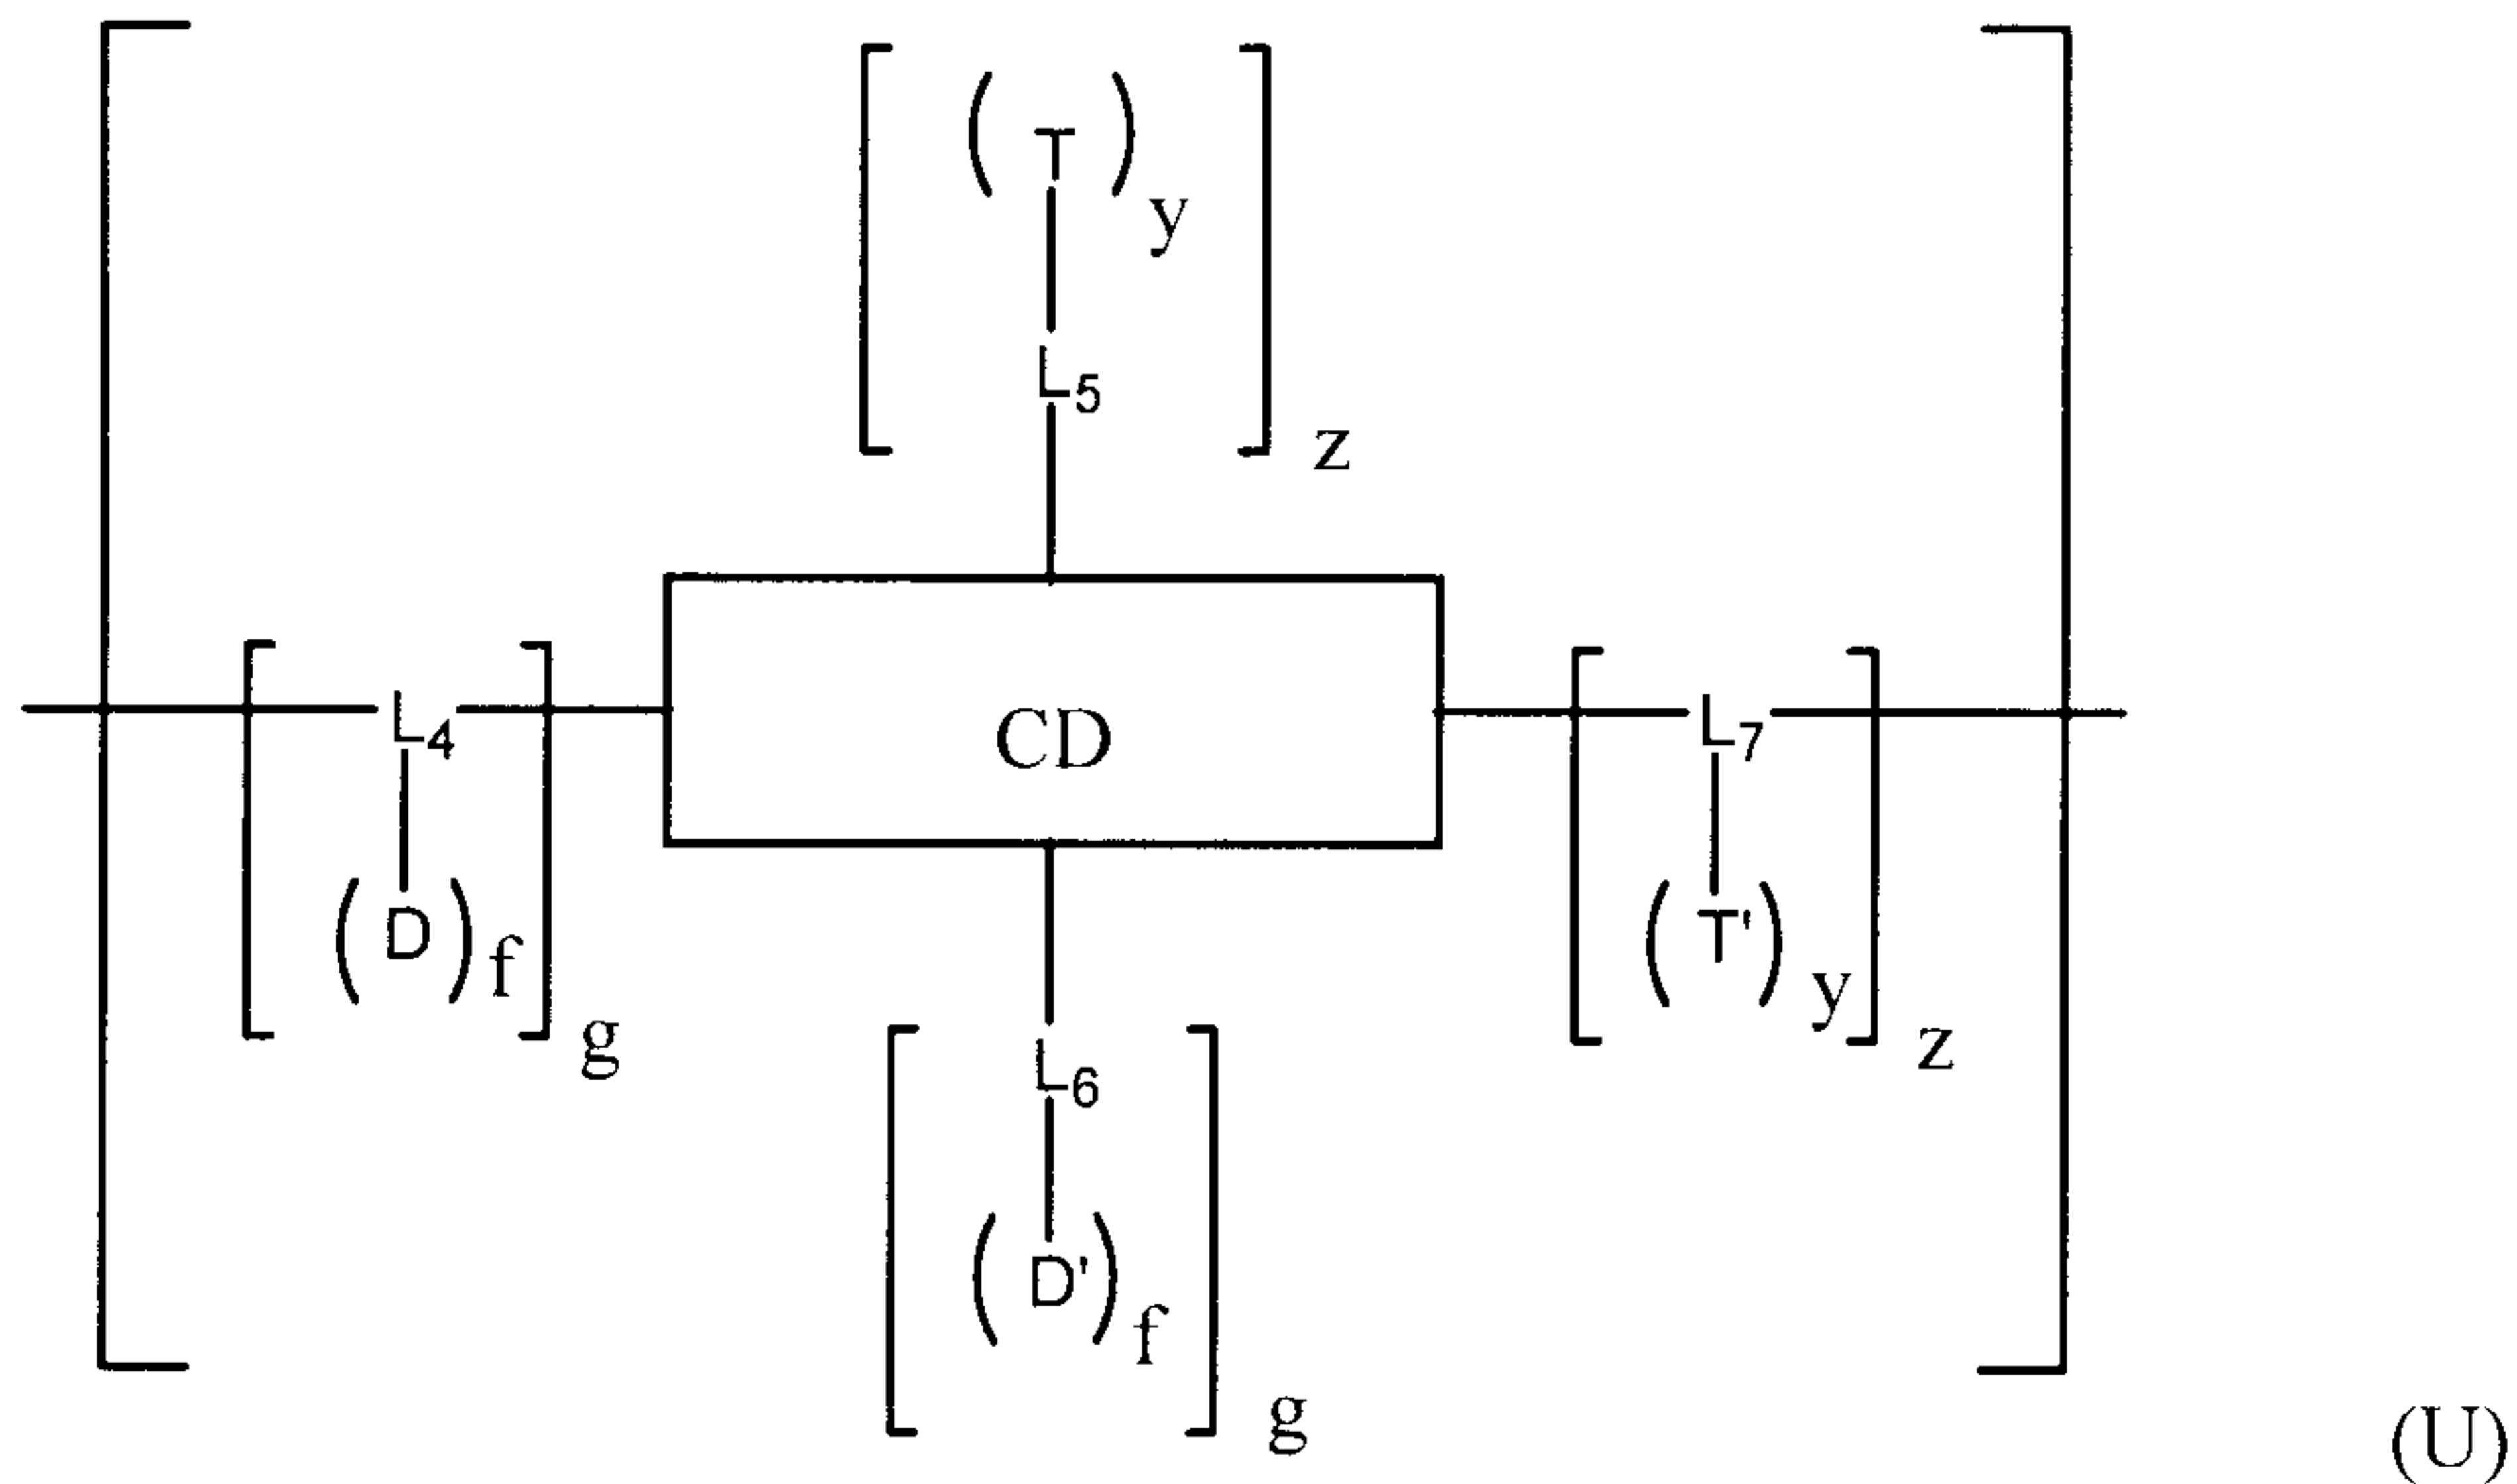 ( T )y
L5
z
L4
CD
L7
( D )f
( T' )y
g
z
L6
( D' )f
g
(U)